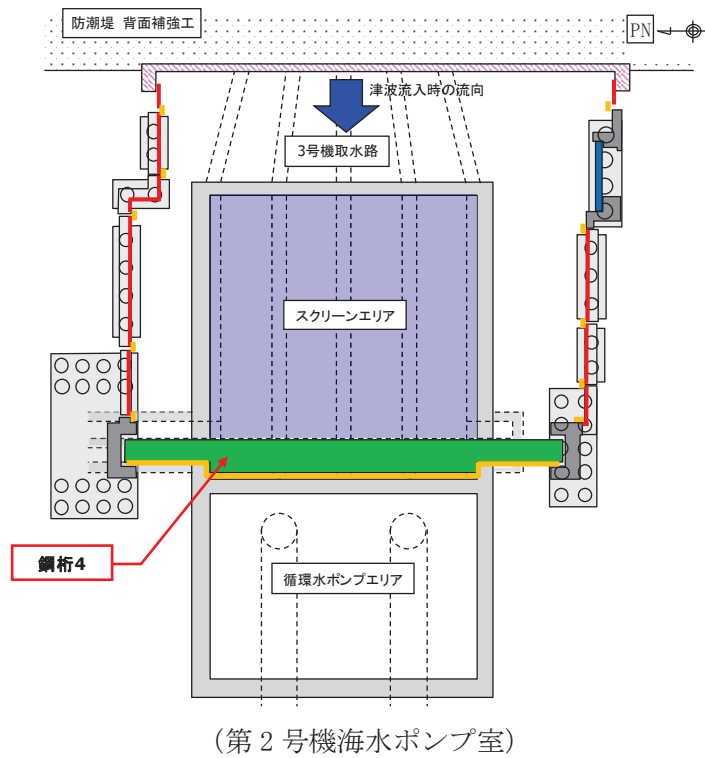 防潮堤 背面補強工
PN
津波流入時の流向
3号機取水路
スクリーンエリア
鋼桁4
循環水ポンプエリア
(第2号機海水ポンプ室)